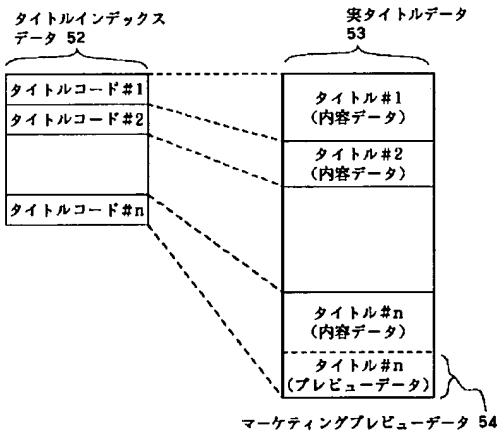 タイトルインデックス
データ 52
実タイトルデータ
53
タイトルコード#1
タイトルコード#2
タイトルコード#n
タイトル#1
(内容データ)
タイトル#2
(内容データ)
タイトル#n
(内容データ)
タイトル#n
(プレビューデータ)
マーケティングプレビューデータ 54